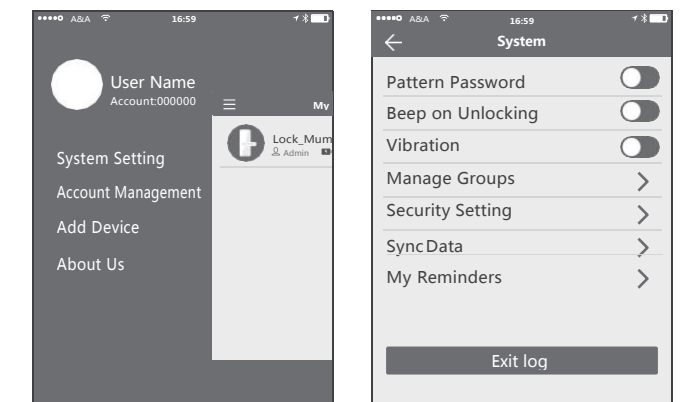 A&A 16:59
User Name
Account:000000
My
Lock_Mum
Admin
System Setting
Account Management
Add Device
About Us
A&A 16:59
System
Pattern Password
Beep on Unlocking
Vibration
Manage Groups
Security Setting
Sync Data
My Reminders
Exit log